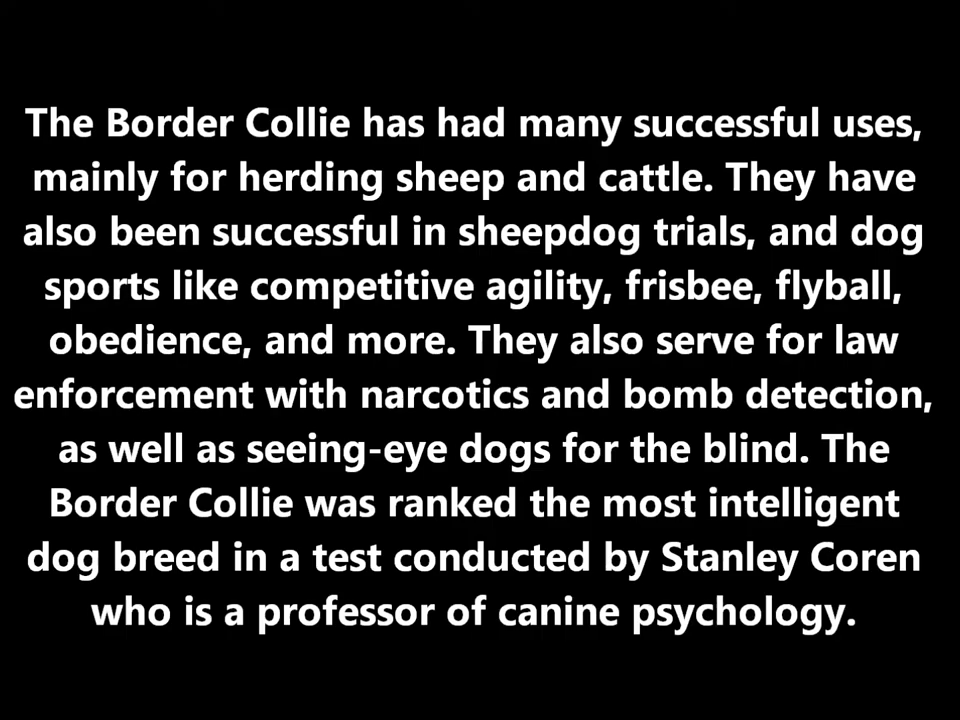 The Border Collie has had many successful uses,
mainly for herding sheep and cattle. They have
also been successful in sheepdog trials, and dog
sports like competitive agility, frisbee, flyball,
obedience, and more. They also serve for law
enforcement with narcotics and bomb detection,
as well as seeing-eye dogs for the blind. The
Border Collie was ranked the most intelligent
dog breed in a test conducted by Stanley Coren
who is a professor of canine psychology.